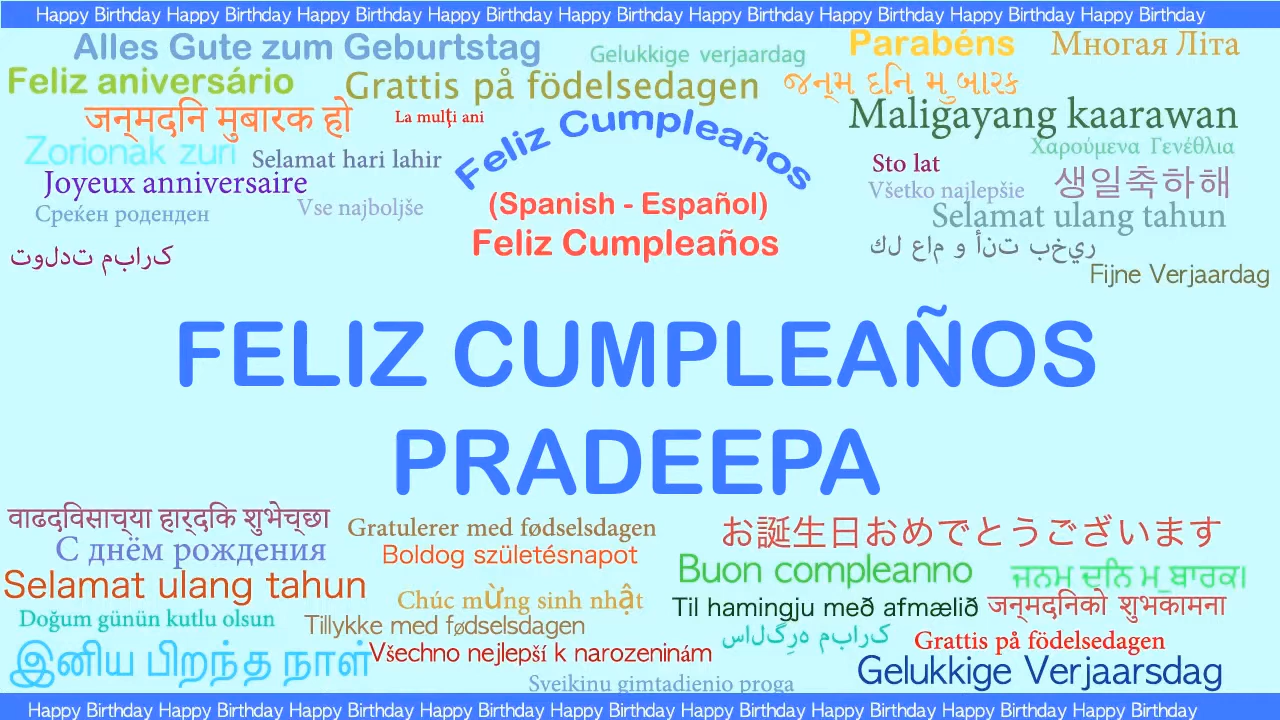 Happy Birthday Happy Birthday Happy Birthday Happy Birthday Happy Birthday Happy Birthday Happy Birthday Happy Birthday Happy Birthday
Alles Gute zum Geburtstag
Gelukkige verjaardag
Parabéns
Многая Літа
Feliz aniversário
Grattis på födelsedagen
જન્મ દિન મુબારક
जन्मदिन मुबारक हो
La mulţi ani
Feliz Cumpleaños
Maligayang kaarawan
Zorionak zuri
Selamat hari lahir
Sto lat
Χαρούμενα Γενέθλια
Joyeux anniversaire
(Spanish - Español)
Všetko najlepšie
생일축하해
Среќен роденден
Vse najboljše
Feliz Cumpleaños
Selamat ulang tahun
تولدت مبارک
كل عام و أنت بخير
Fijne Verjaardag
FELIZ CUMPLEAÑOS
PRADEEPA
वाढदिवसाच्या हार्दिक शुभेच्छा
Gratulerer med fødselsdagen
お誕生日おめでとうございます
С днём рождения
Boldog születésnapot
Buon compleanno
ਜਨਮ ਦਿਨ ਮੁਬਾਰਕ।
Selamat ulang tahun
Chúc mừng sinh nhật
Til hamingju með afmælið
जन्मदिनको शुभकामना
Doğum günün kutlu olsun
Tillykke med fødselsdagen
سالگرہ مبارک
Grattis på födelsedagen
இனிய பிறந்த நாள்
Všechno nejlepší k narozeninám
Gelukkige Verjaarsdag
Sveikinu gimtadienio proga
Happy Birthday Happy Birthday Happy Birthday Happy Birthday Happy Birthday Happy Birthday Happy Birthday Happy Birthday Happy Birthday